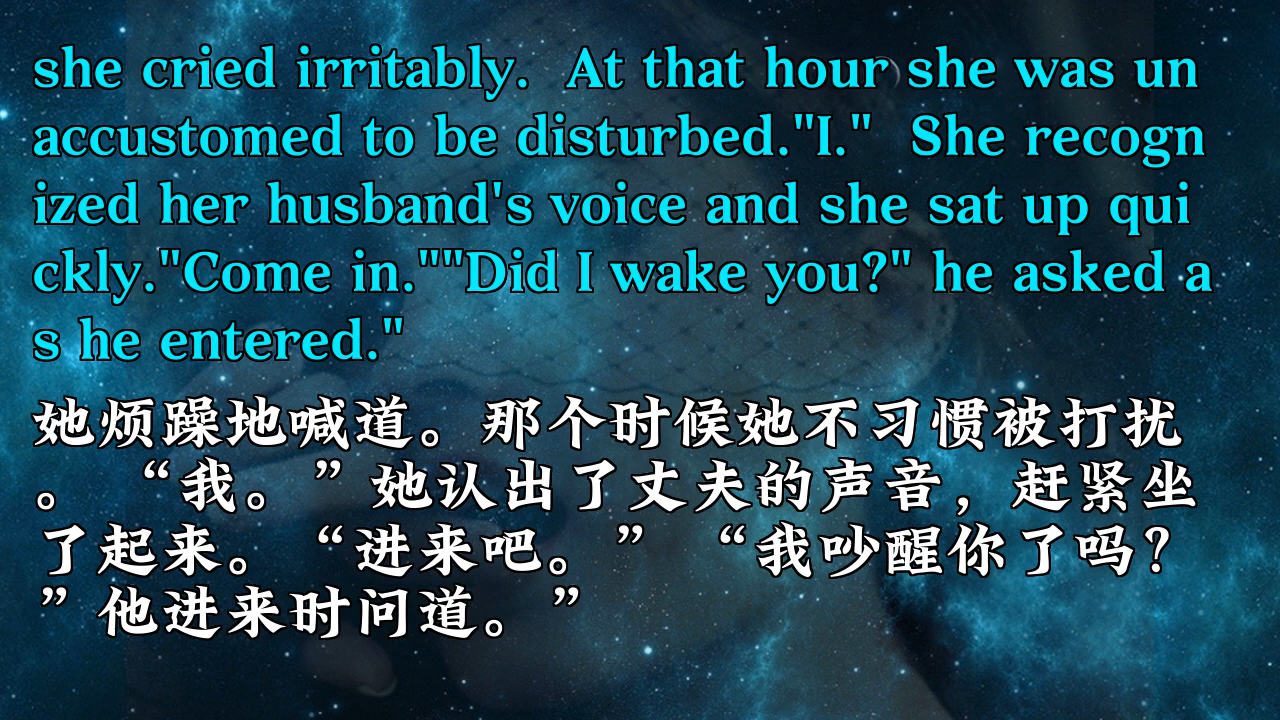 she cried irritably.  At that hour she was un
accustomed to be disturbed."I."  She recogn
ized her husband's voice and she sat up qui
ckly."Come in.""Did I wake you?" he asked a
s he entered."
她烦躁地喊道。那个时候她不习惯被打扰
。 “我。”她认出了丈夫的声音，赶紧坐
了起来。 “进来吧。” “我吵醒你了吗？
”他进来时问道。”